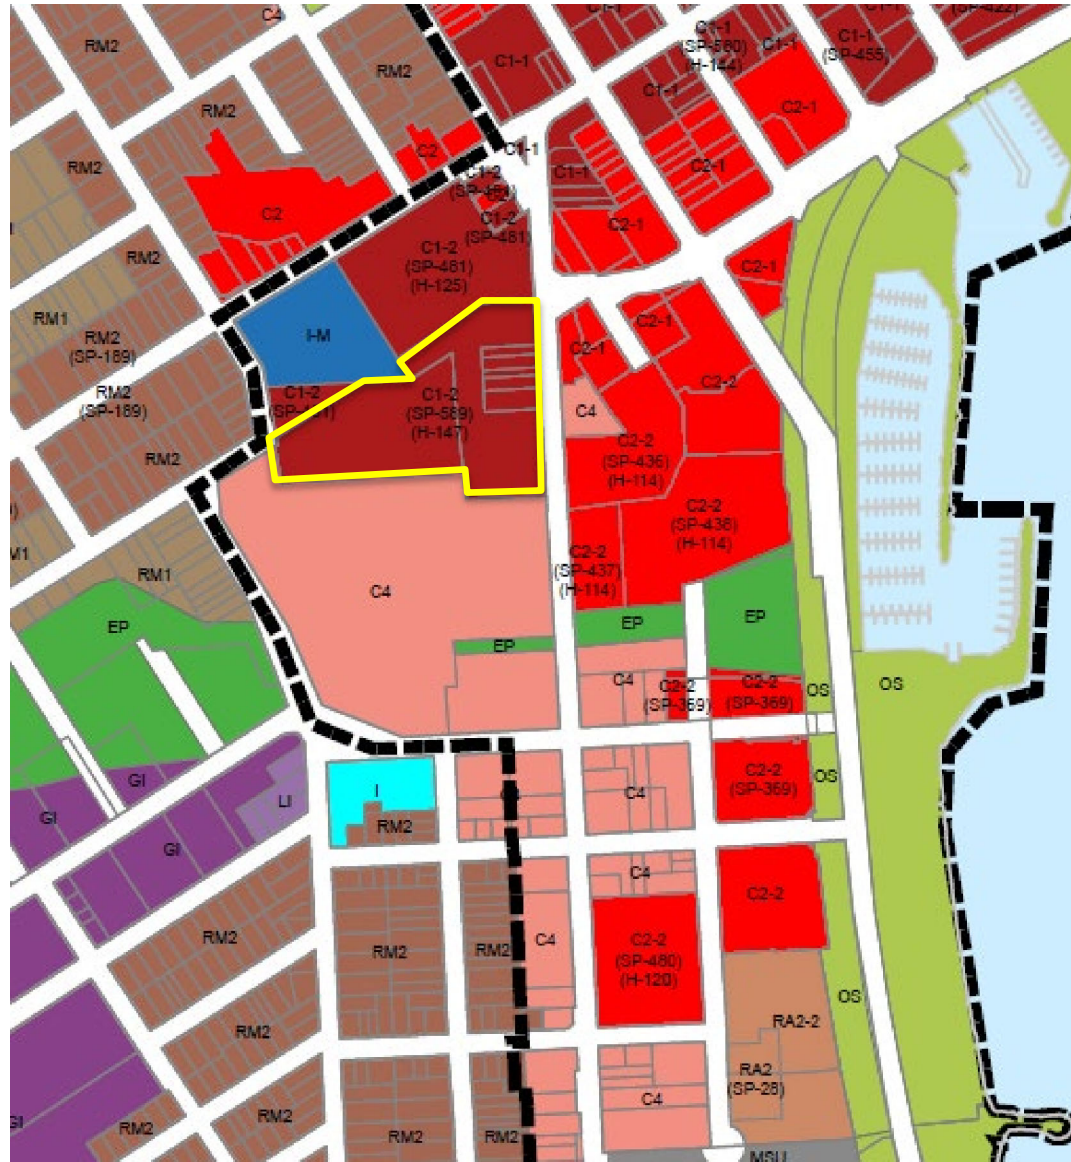 C4
RM2
RM2
RM2
RM2
C2
C2
C1-1
C1-1
(SP-560)
(H-144)
C1-1
C1-1
C1-1
C1-1
(SP-455)
(SP-422)
C2-1
C2-1
C1-1
C1-1
C2-1
C2-1
C1-2
C1-2
(SP-481)
C1-2
(SP-481)
(H-125)
RM2
RM1
RM2
(SP-189)
RM2
(SP-189)
RM2
I-M
C1-2
C1-2
(SP-589)
(H-147)
C2-1
C2-1
C2-2
C4
C2-2
(SP-436)
(H-114)
C2-2
(SP-438)
(H-114)
C2-2
(SP-437)
(H-114)
RM1
EP
C4
EP
EP
EP
C4
C2-2
(SP-369)
C2-2
(SP-369)
OS
OS
C2-2
(SP-369)
OS
GI
GI
GI
LI
I
RM2
C4
C4
C2-2
RM2
RM2
RM2
C4
C2-2
(SP-480)
(H-120)
OS
RA2-2
RM2
RA2
(SP-28)
C4
GI
RM2
RM2
RM2
MSU